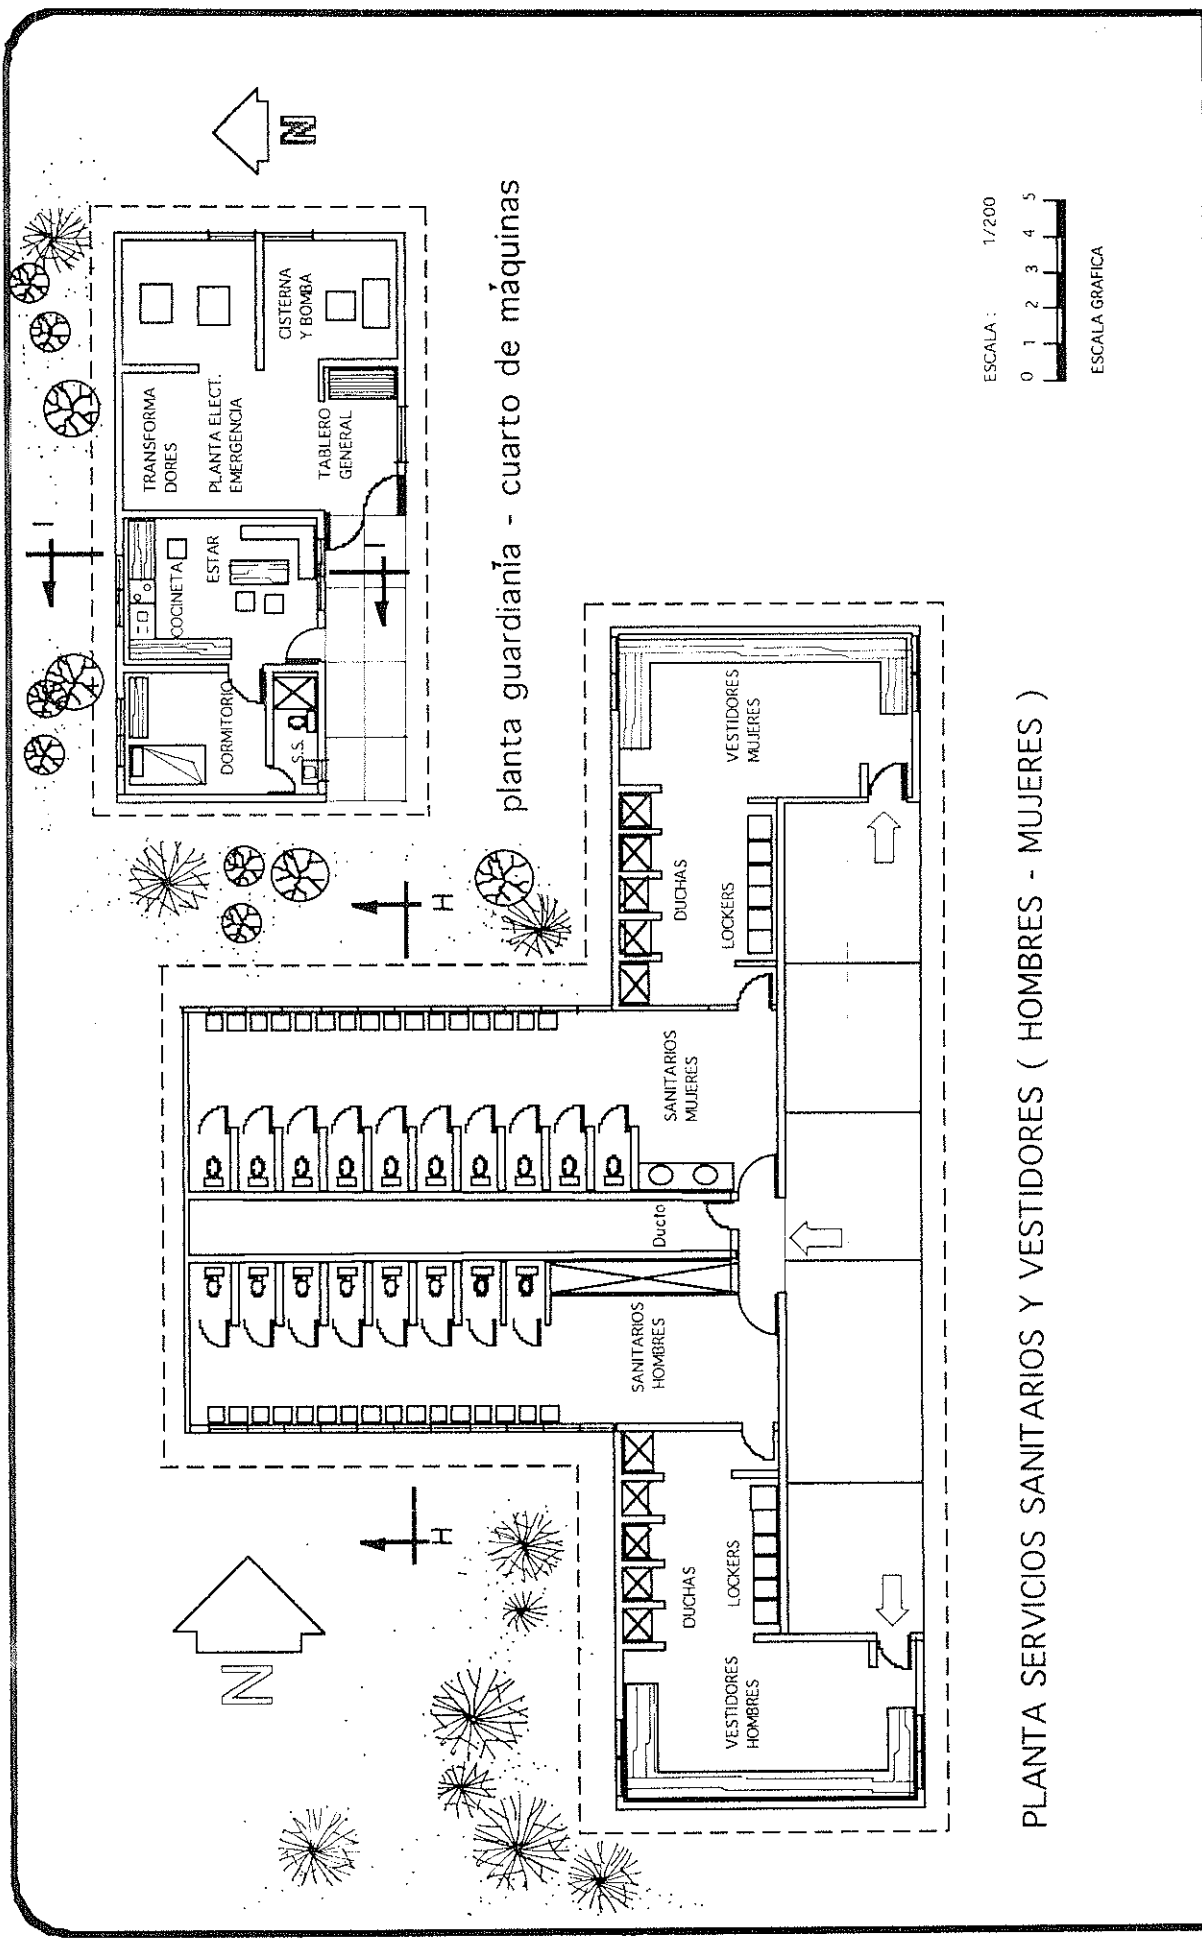 N
H
SANITARIOS
HOMBRES
Ducto
SANITARIOS
MUJERES
H
DUCHAS
LOCKERS
VESTIDORES
HOMBRES
DUCHAS
LOCKERS
VESTIDORES
MUJERES
PLANTA SERVICIOS SANITARIOS Y VESTIDORES ( HOMBRES - MUJERES )
I
DORMITORIO
S.S.
COCINETA
ESTAR
I
TRANSFORMA
DORES
PLANTA ELECT.
EMERGENCIA
TABLERO
GENERAL
CISTERNA
Y BOMBA
N
planta guardianía - cuarto de máquinas
ESCALA : 1/200
0 1 2 3 4 5
ESCALA GRAFICA